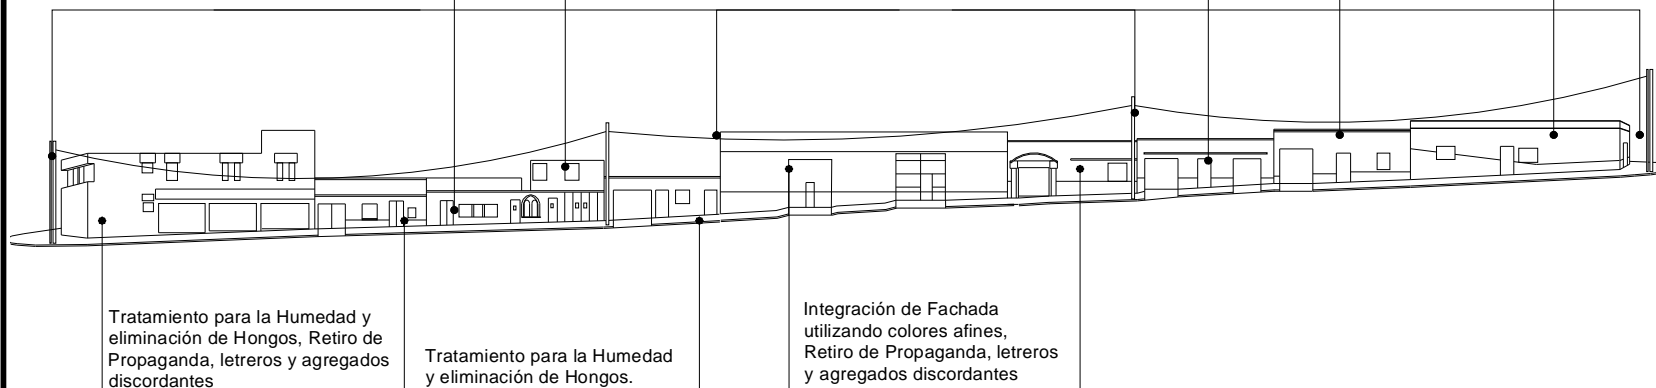 Tratamiento para la Humedad y
eliminación de Hongos, Retiro de
Propaganda, letreros y agregados
discordantes
Tratamiento para la Humedad
y eliminación de Hongos.
Integración de Fachada
utilizando colores afines,
Retiro de Propaganda, letreros
y agregados discordantes